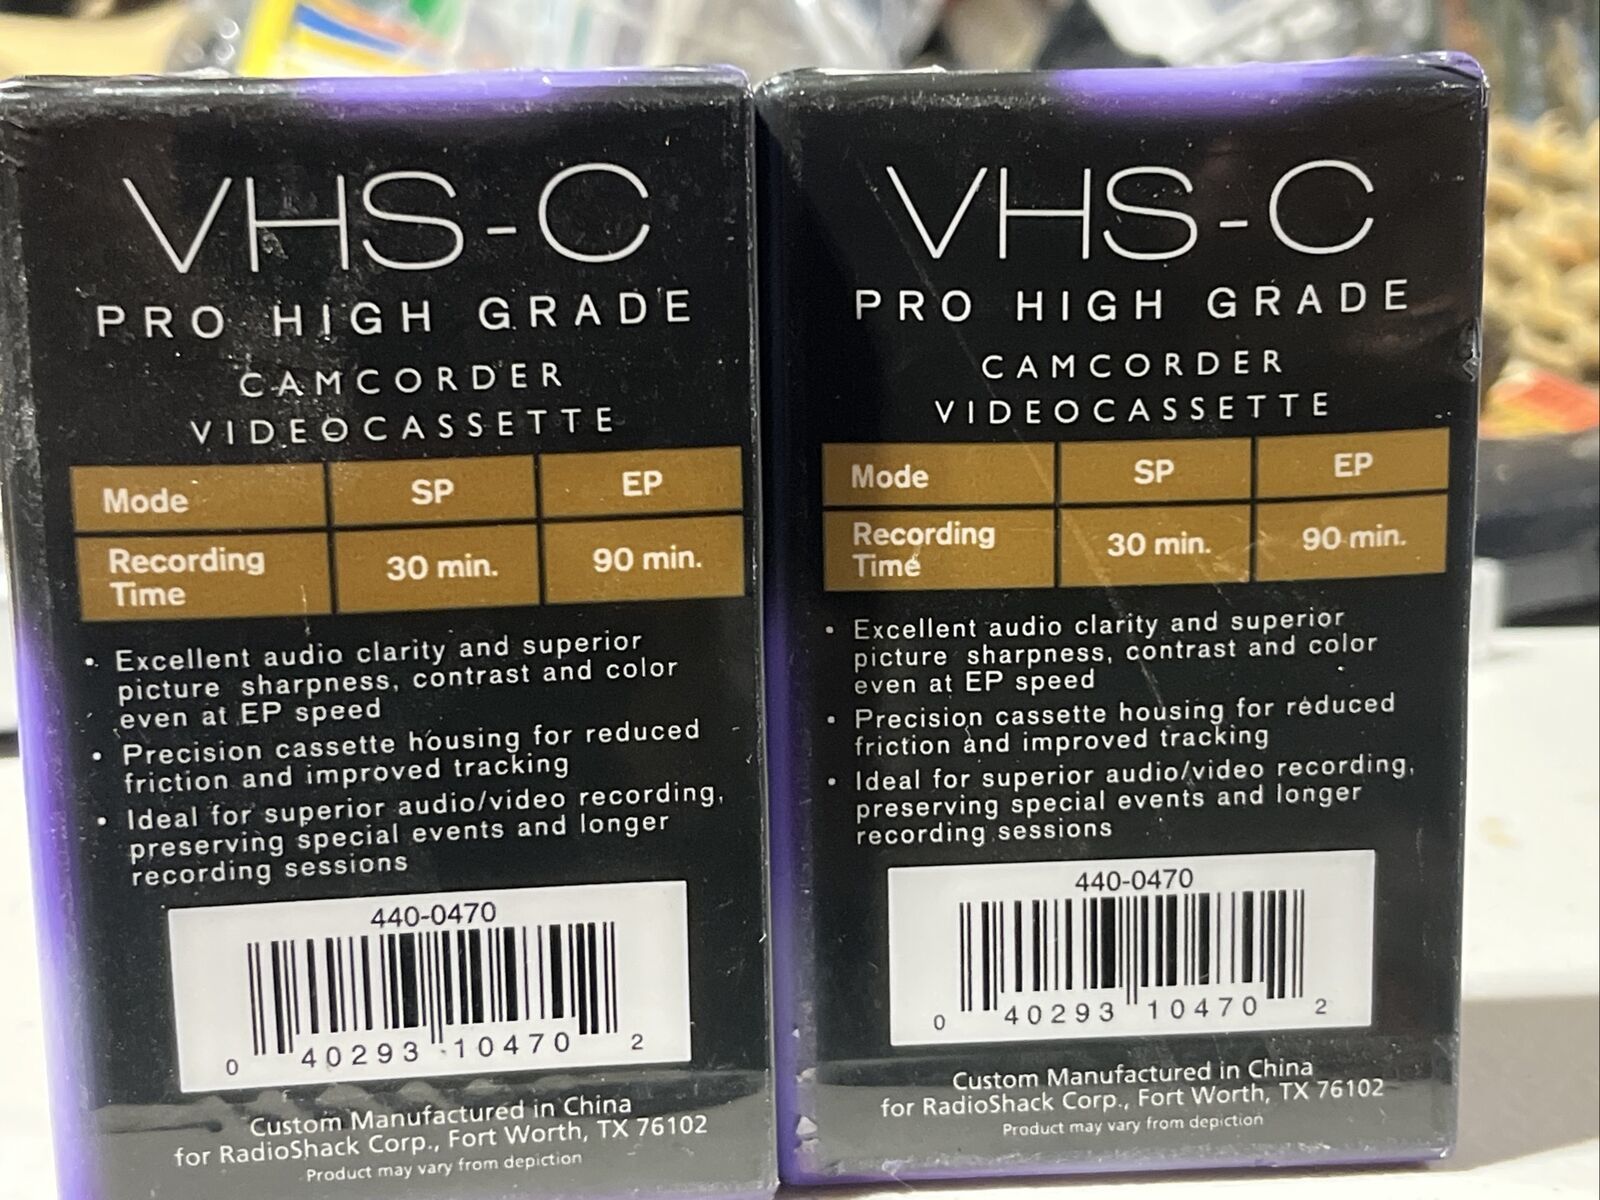 VHS-C
PRO HIGH GRADE
CAMCORDER
VIDEOCASSETTE
Mode SP EP
Recording Time 30 min. 90 min.
• Excellent audio clarity and superior
picture sharpness, contrast and color
even at EP speed
• Precision cassette housing for reduced
friction and improved tracking
• Ideal for superior audio/video recording,
preserving special events and longer
recording sessions
440-0470
0 40293 10470 2
Custom Manufactured in China
for RadioShack Corp., Fort Worth, TX 76102
Product may vary from depiction
VHS-C
PRO HIGH GRADE
CAMCORDER
VIDEOCASSETTE
Mode SP EP
Recording Time 30 min. 90 min.
• Excellent audio clarity and superior
picture sharpness, contrast and color
even at EP speed
• Precision cassette housing for reduced
friction and improved tracking
• Ideal for superior audio/video recording,
preserving special events and longer
recording sessions
440-0470
0 40293 10470 2
Custom Manufactured in China
for RadioShack Corp., Fort Worth, TX 76102
Product may vary from depiction